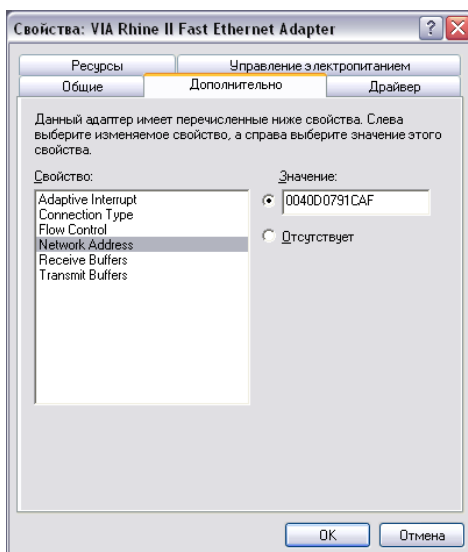 Свойства: VIA Rhine II Fast Ethernet Adapter
Ресурсы
Управление электропитанием
Общие
Дополнительно
Драйвер
Данный адаптер имеет перечисленные ниже свойства. Слева
выберите изменяемое свойство, а справа выберите значение этого
свойства.
Свойство:
Значение:
Adaptive Interrupt
Connection Type
Flow Control
Network Address
Receive Buffers
Transmit Buffers
0040D0791CAF
Отсутствует
OK
Отмена